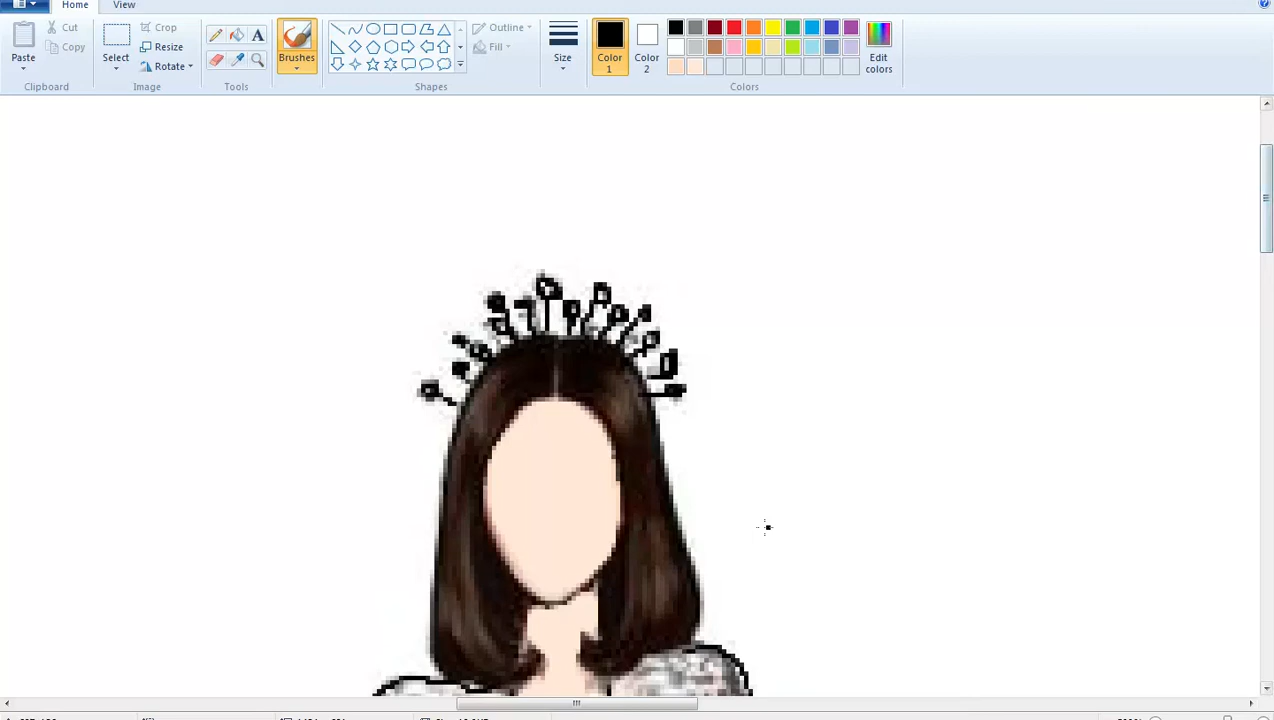 Home View
Cut
Copy
Paste
Clipboard
Crop
Resize
Rotate
Select
Image
Tools
Brushes
Outline
Fill
Shapes
Size
Color 1
Color 2
Edit colors
Colors